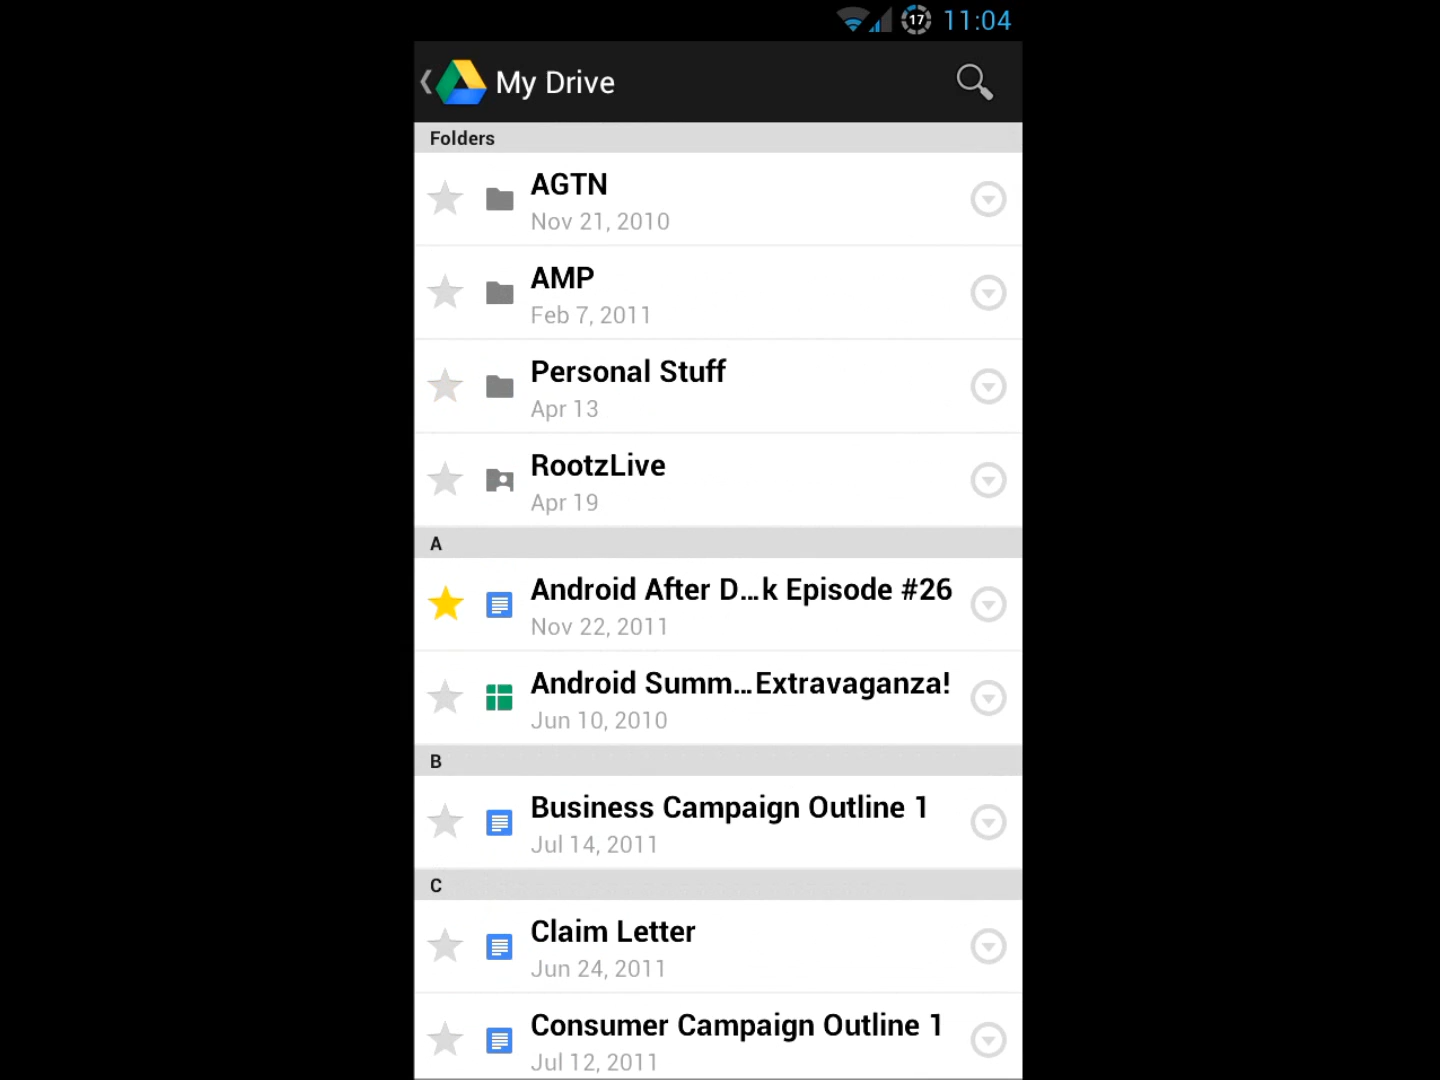 17 11:04
My Drive
Folders
AGTN
Nov 21, 2010
AMP
Feb 7, 2011
Personal Stuff
Apr 13
RootzLive
Apr 19
A
Android After D...k Episode #26
Nov 22, 2011
Android Summ...Extravaganza!
Jun 10, 2010
B
Business Campaign Outline 1
Jul 14, 2011
C
Claim Letter
Jun 24, 2011
Consumer Campaign Outline 1
Jul 12, 2011